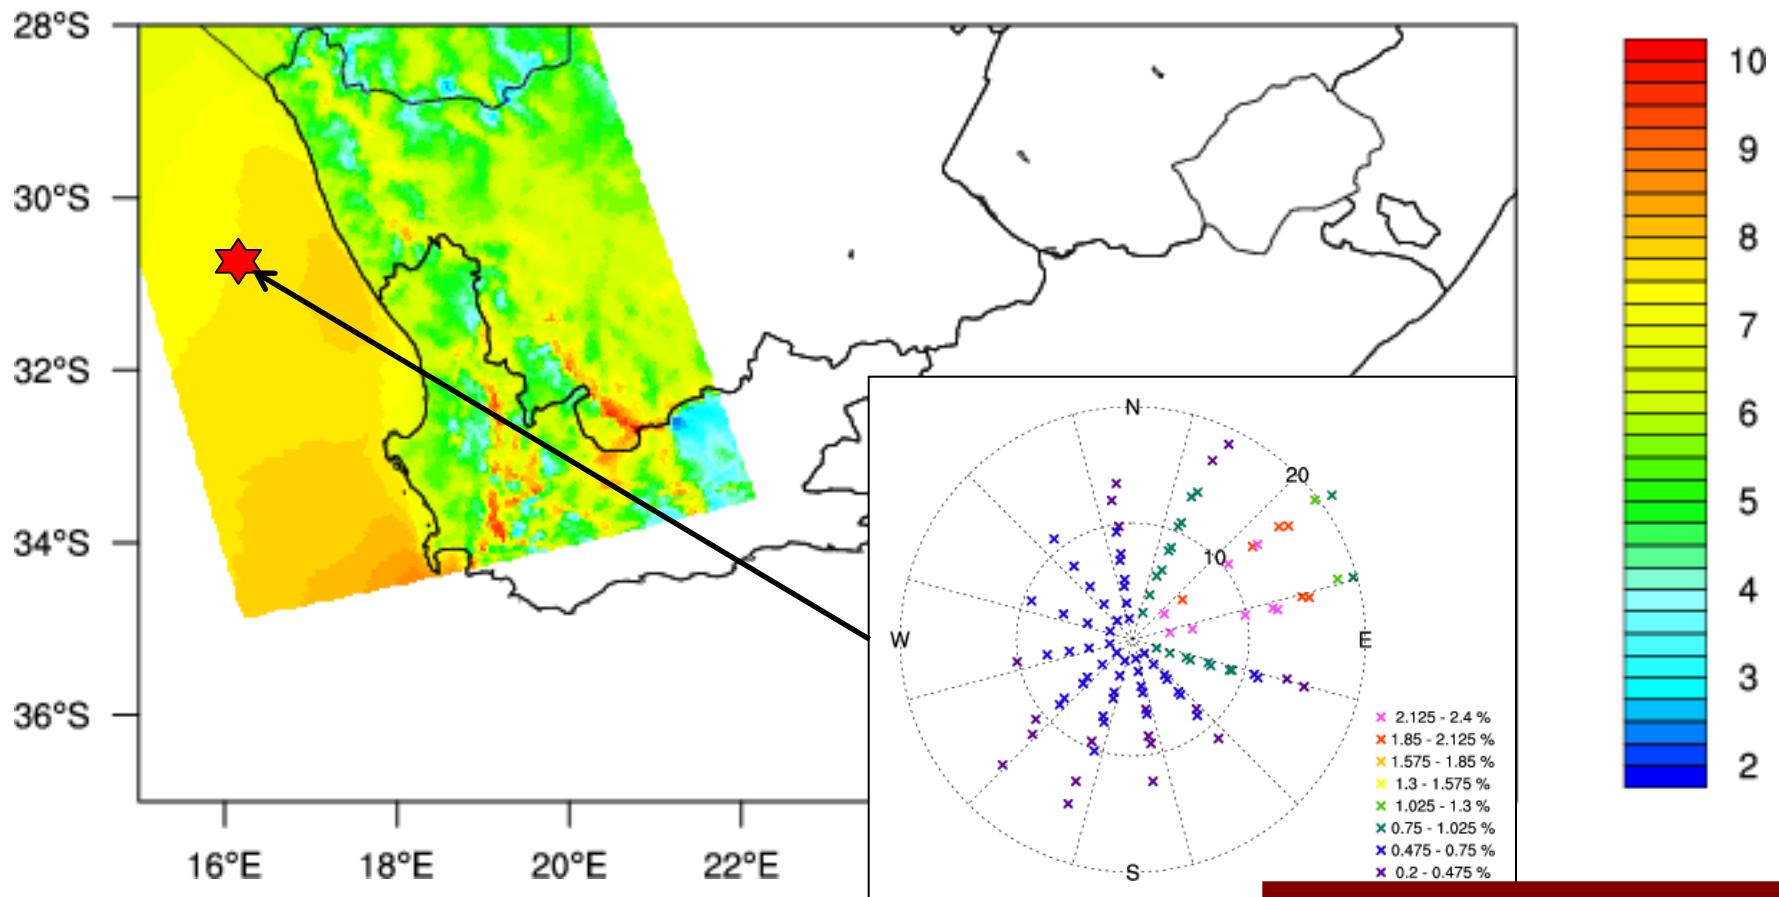 28°S
30°S
32°S
34°S
36°S
16°E
18°E
20°E
22°E
10
9
8
7
6
5
4
3
2
N
20
10
W
E
S
2.125 - 2.4 %
1.85 - 2.125 %
1.575 - 1.85 %
1.3 - 1.575 %
1.025 - 1.3 %
0.75 - 1.025 %
0.475 - 0.75 %
0.2 - 0.475 %